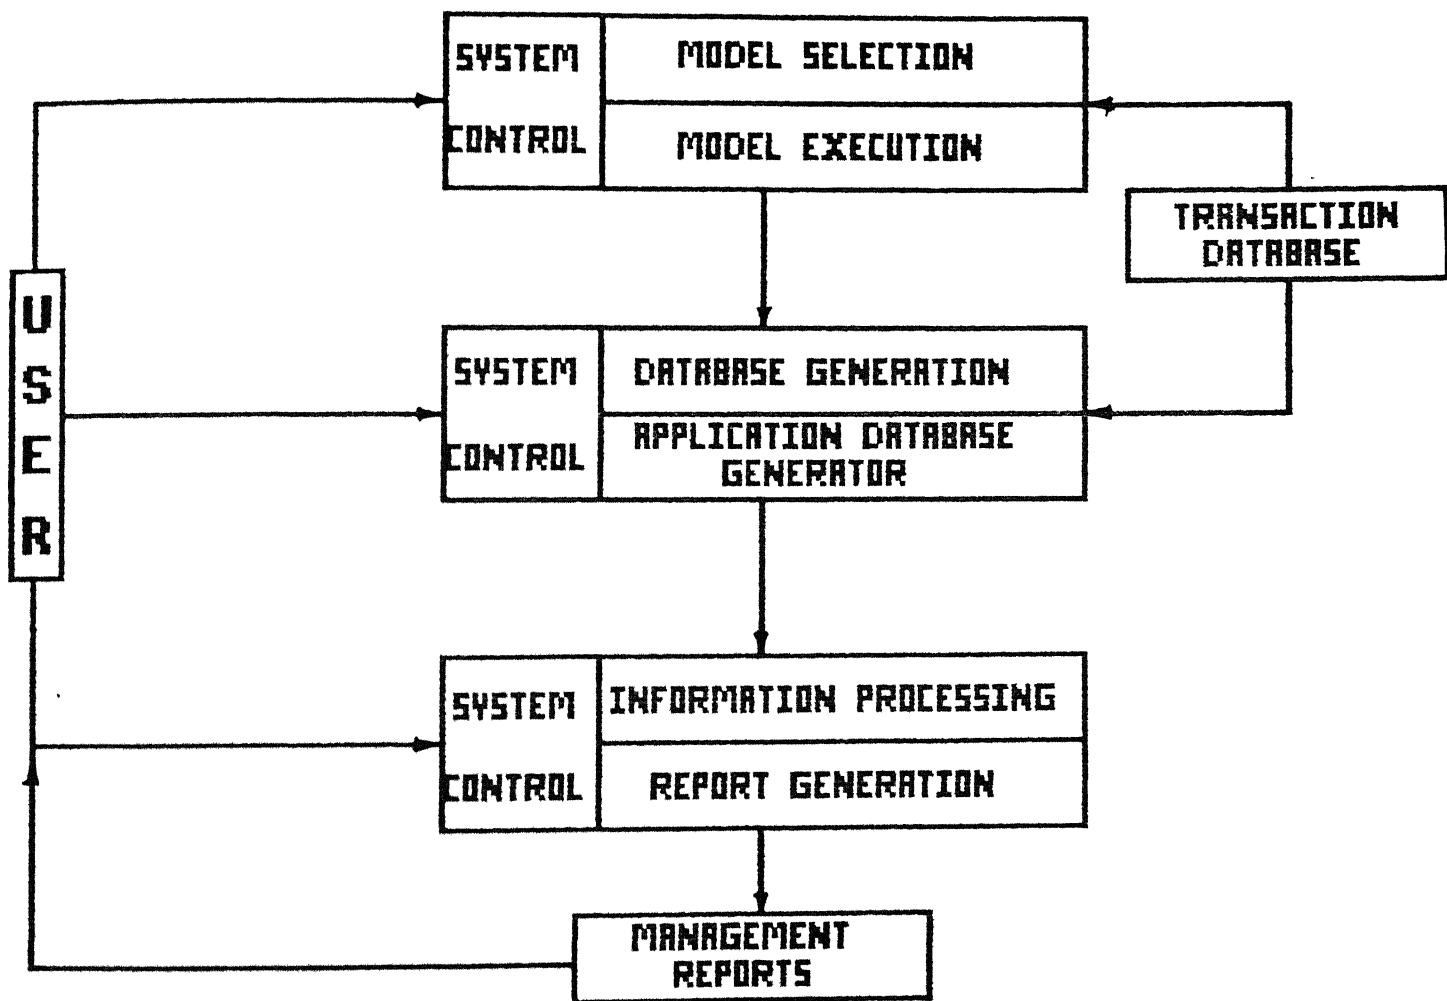 SYSTEM
CONTROL
MODEL SELECTION
MODEL EXECUTION
TRANSACTION
DATABASE
USER
SYSTEM
CONTROL
DATABASE GENERATION
APPLICATION DATABASE
GENERATOR
SYSTEM
CONTROL
INFORMATION PROCESSING
REPORT GENERATION
MANAGEMENT
REPORTS